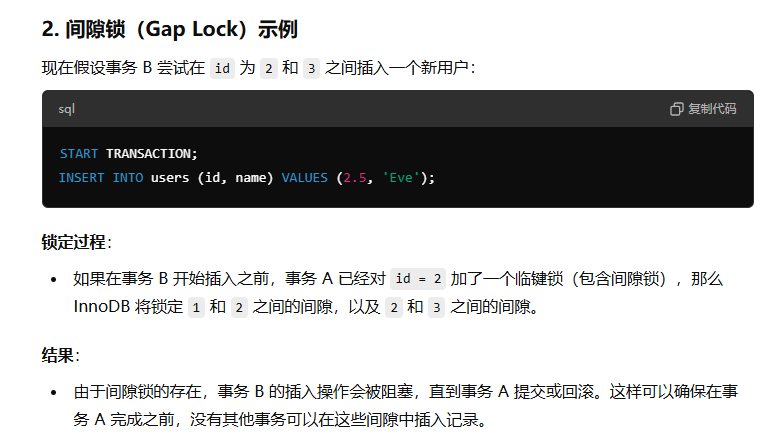 2. 间隙锁（Gap Lock）示例
现在假设事务 B 尝试在 id 为 2 和 3 之间插入一个新用户：
sql
复制代码
START TRANSACTION;
INSERT INTO users (id, name) VALUES (2.5, 'Eve');
锁定过程：
• 如果在事务 B 开始插入之前，事务 A 已经对 id = 2 加了一个临键锁（包含间隙锁），那么
InnoDB 将锁定 1 和 2 之间的间隙，以及 2 和 3 之间的间隙。
结果：
• 由于间隙锁的存在，事务 B 的插入操作会被阻塞，直到事务 A 提交或回滚。这样可以确保在事
务 A 完成之前，没有其他事务可以在这些间隙中插入记录。